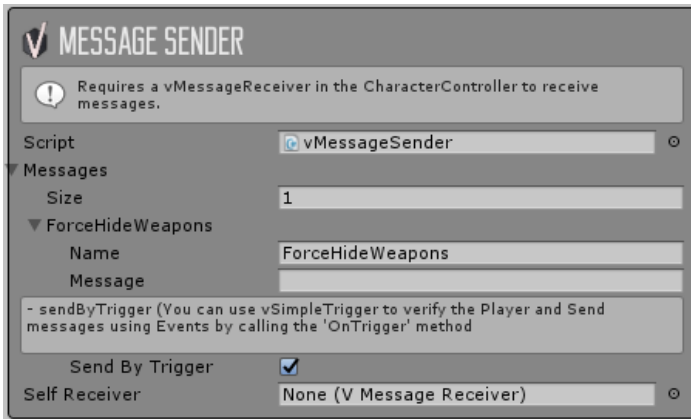 MESSAGE SENDER
Requires a vMessageReceiver in the CharacterController to receive
messages.
Script vMessageSender
Messages
Size 1
ForceHideWeapons
Name ForceHideWeapons
Message
- sendByTrigger (You can use vSimpleTrigger to verify the Player and Send
messages using Events by calling the 'OnTrigger' method
Send By Trigger
Self Receiver None (V Message Receiver)